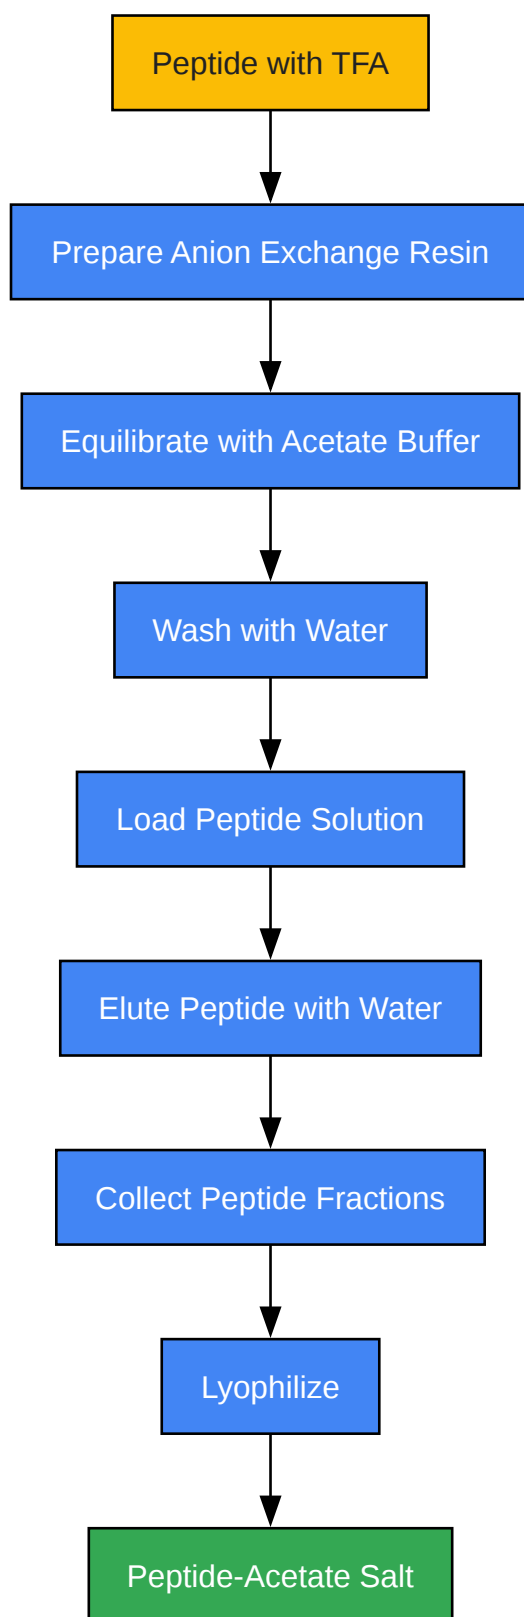 Peptide with TFA
Prepare Anion Exchange Resin
Equilibrate with Acetate Buffer
Wash with Water
Load Peptide Solution
Elute Peptide with Water
Collect Peptide Fractions
Lyophilize
Peptide-Acetate Salt